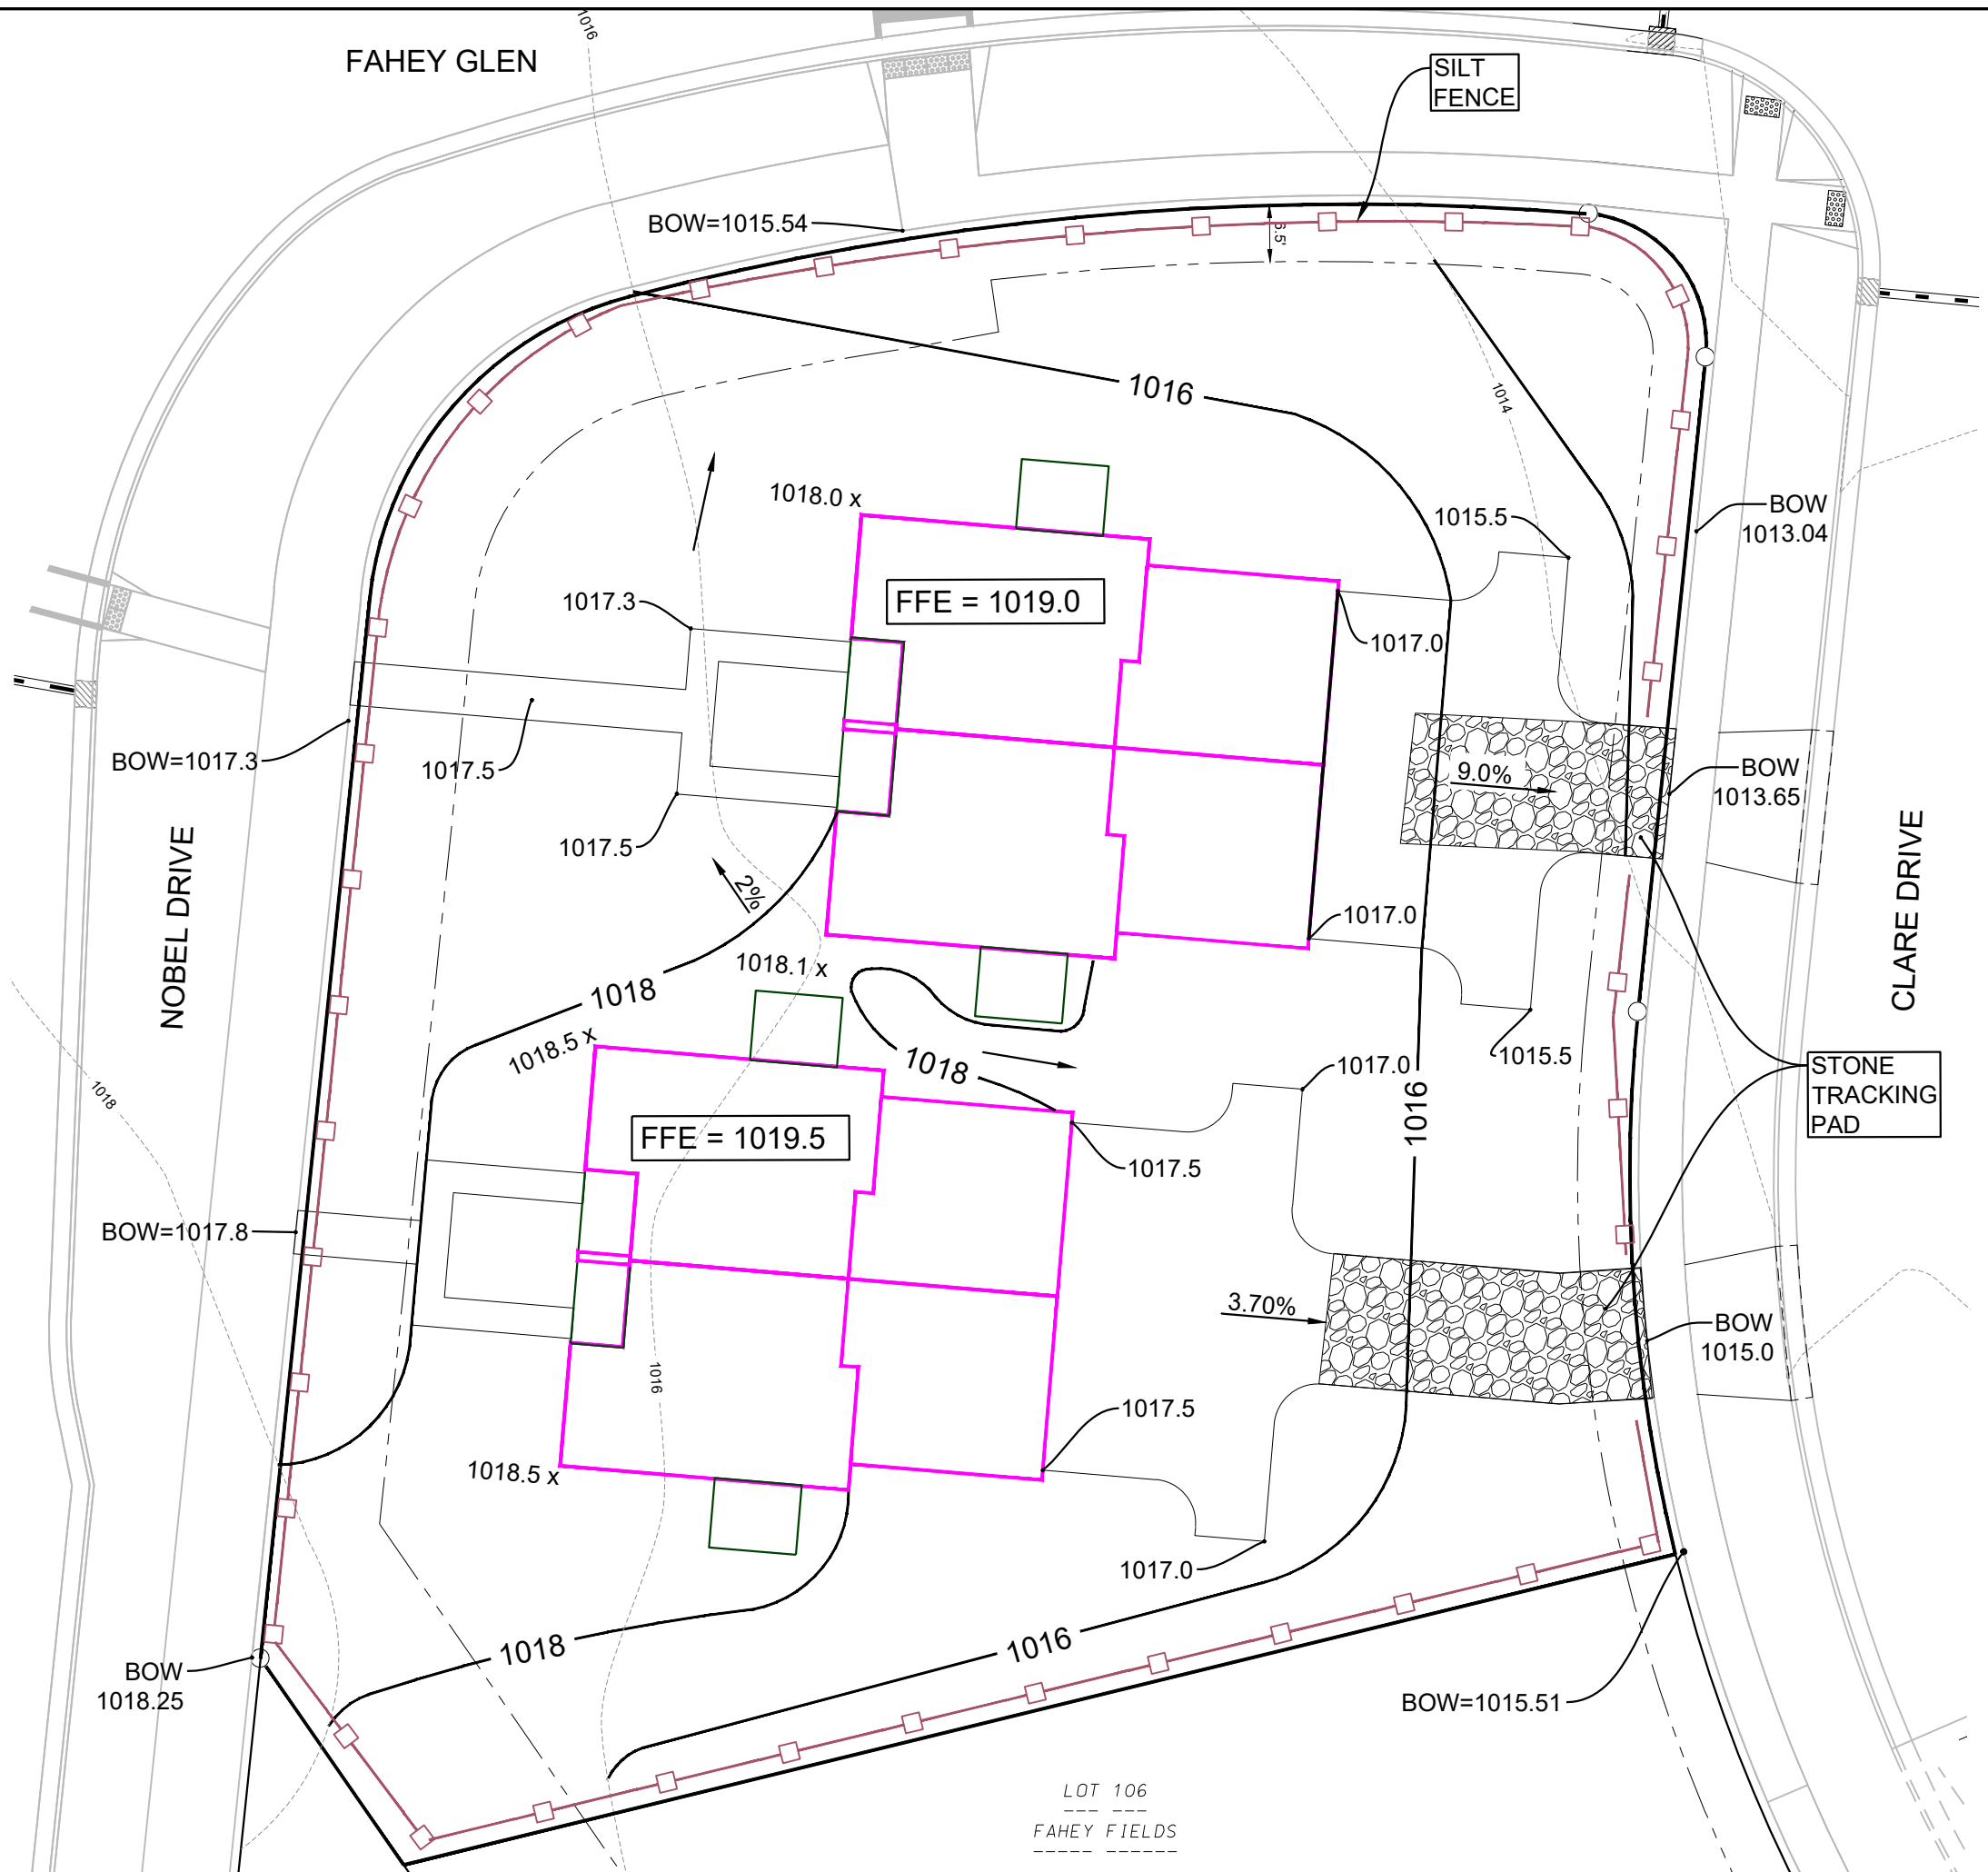 1016
FAHEY GLEN
SILT
FENCE
BOW=1015.54
6.5'
1016
1014
1018.0 x
1015.5
BOW
1013.04
FFE = 1019.0
1017.3
1017.0
BOW=1017.3
1017.5
9.0%
BOW
1013.65
1017.5
2%
NOBEL DRIVE
CLARE DRIVE
1017.0
1018.1 x
1018
1018.5 x
1018
1015.5
1017.0
1016
STONE
TRACKING
PAD
1018
FFE = 1019.5
1017.5
BOW=1017.8
3.70%
BOW
1015.0
1016
1017.5
1018.5 x
1017.0
1018
1016
BOW
1018.25
BOW=1015.51
LOT 106
--- ---
FAHEY FIELDS
----- ------